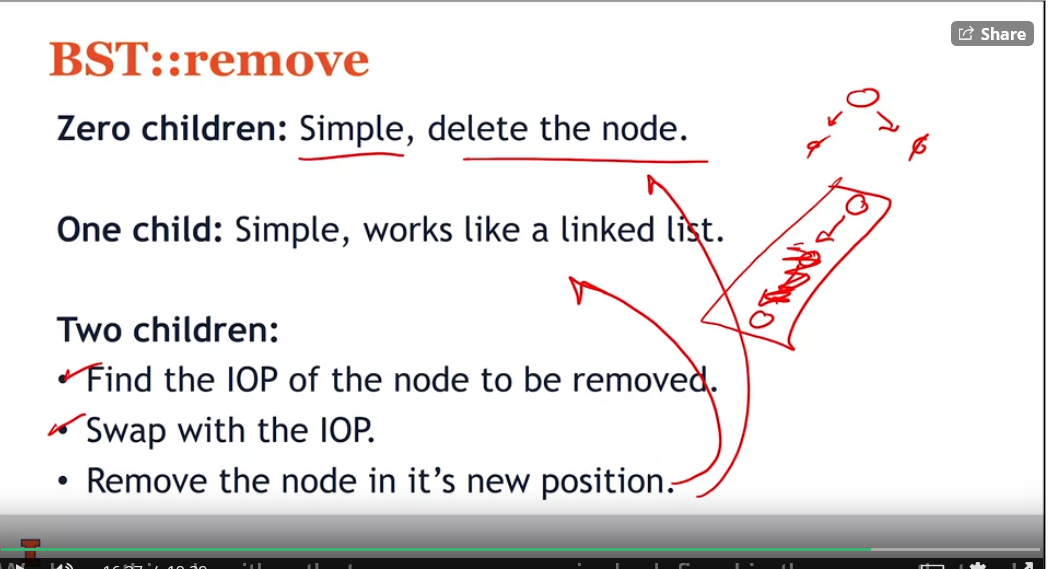 Share
BST::remove
Zero children: Simple, delete the node.
One child: Simple, works like a linked list.
Two children:
• Find the IOP of the node to be removed.
• Swap with the IOP.
• Remove the node in it's new position.